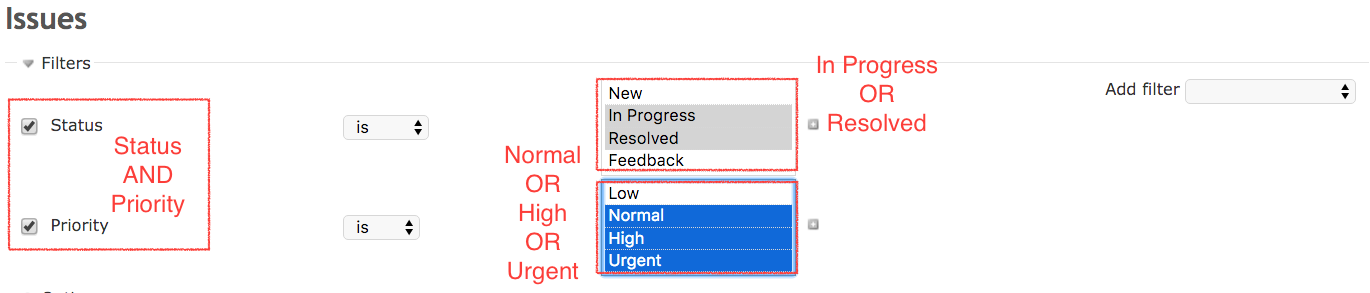 Issues
Filters
Add filter
Status
is
New
In Progress
Resolved
Feedback
In Progress
OR
Resolved
Status
AND
Priority
Priority
is
Low
Normal
High
Urgent
Normal
OR
High
OR
Urgent